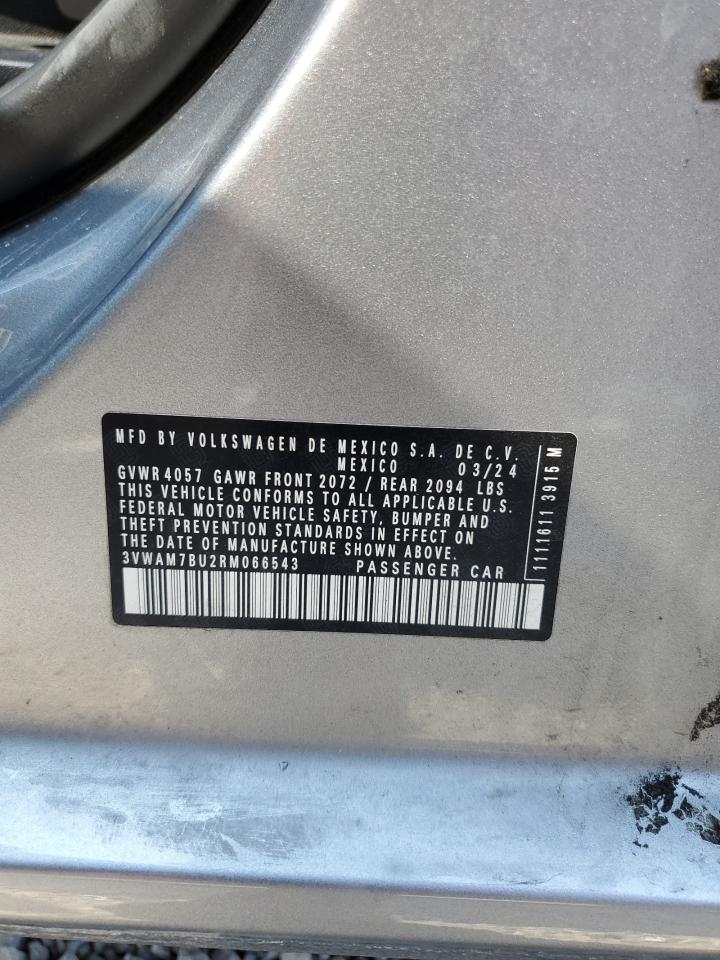 MFD BY VOLKSWAGEN DE MEXICO S.A. DE C.V.
MEXICO 03/24
GVWR 4057 GAWR FRONT 2072 / REAR 2094 LBS
THIS VEHICLE CONFORMS TO ALL APPLICABLE U.S.
FEDERAL MOTOR VEHICLE SAFETY, BUMPER AND
THEFT PREVENTION STANDARDS IN EFFECT ON
THE DATE OF MANUFACTURE SHOWN ABOVE.
3VWAM7BU2RM066543 PASSENGER CAR
1111611 3915 M